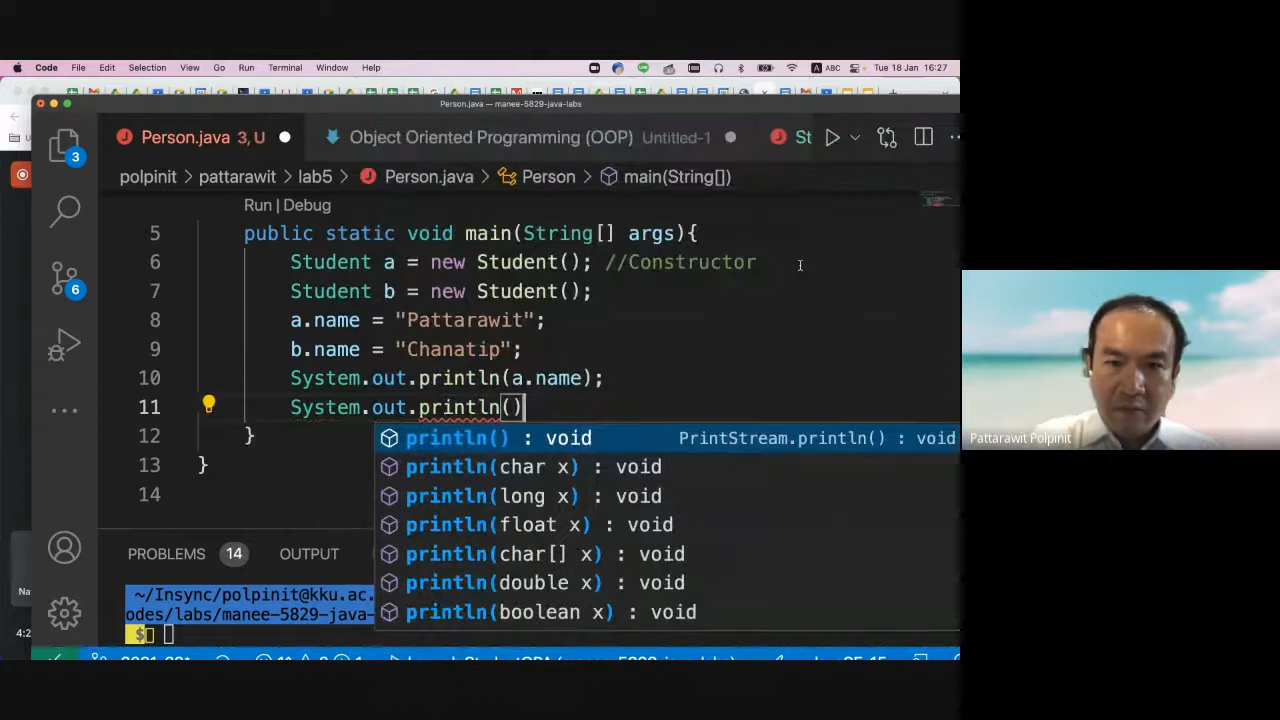 Code File Edit Selection View Go Run Terminal Window Help ABC Tue 18 Jan 16:27
Person.java — manee-5829-java-labs
Person.java 3, U Object Oriented Programming (OOP) Untitled-1 St
polpinit > pattarawit > lab5 > Person.java > Person > main(String[])
3
6
Run | Debug
5 public static void main(String[] args){
6 Student a = new Student(); //Constructor
7 Student b = new Student();
8 a.name = "Pattarawit";
9 b.name = "Chanatip";
10 System.out.println(a.name);
11 System.out.println()
12 }
13 }
14
println() : void PrintStream.println() : void
println(char x) : void
println(long x) : void
println(float x) : void
println(char[] x) : void
println(double x) : void
println(boolean x) : void
PROBLEMS 14 OUTPUT
~/Insync/polpinit@kku.ac.
odes/labs/manee-5829-java-
$
Pattarawit Polpinit